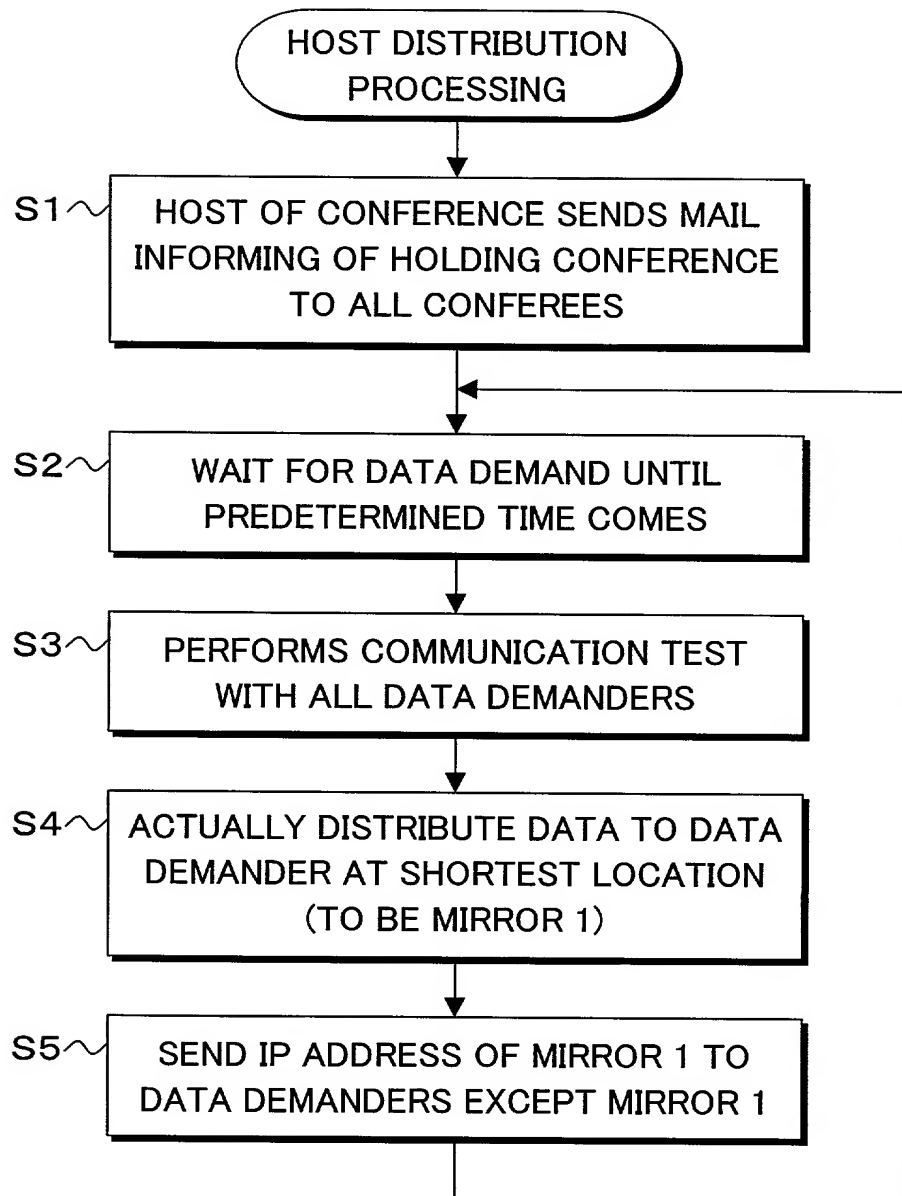 HOST DISTRIBUTION
PROCESSING
S1
HOST OF CONFERENCE SENDS MAIL
INFORMING OF HOLDING CONFERENCE
TO ALL CONFEREES
S2
WAIT FOR DATA DEMAND UNTIL
PREDETERMINED TIME COMES
S3
PERFORMS COMMUNICATION TEST
WITH ALL DATA DEMANDERS
S4
ACTUALLY DISTRIBUTE DATA TO DATA
DEMANDER AT SHORTEST LOCATION
(TO BE MIRROR 1)
S5
SEND IP ADDRESS OF MIRROR 1 TO
DATA DEMANDERS EXCEPT MIRROR 1